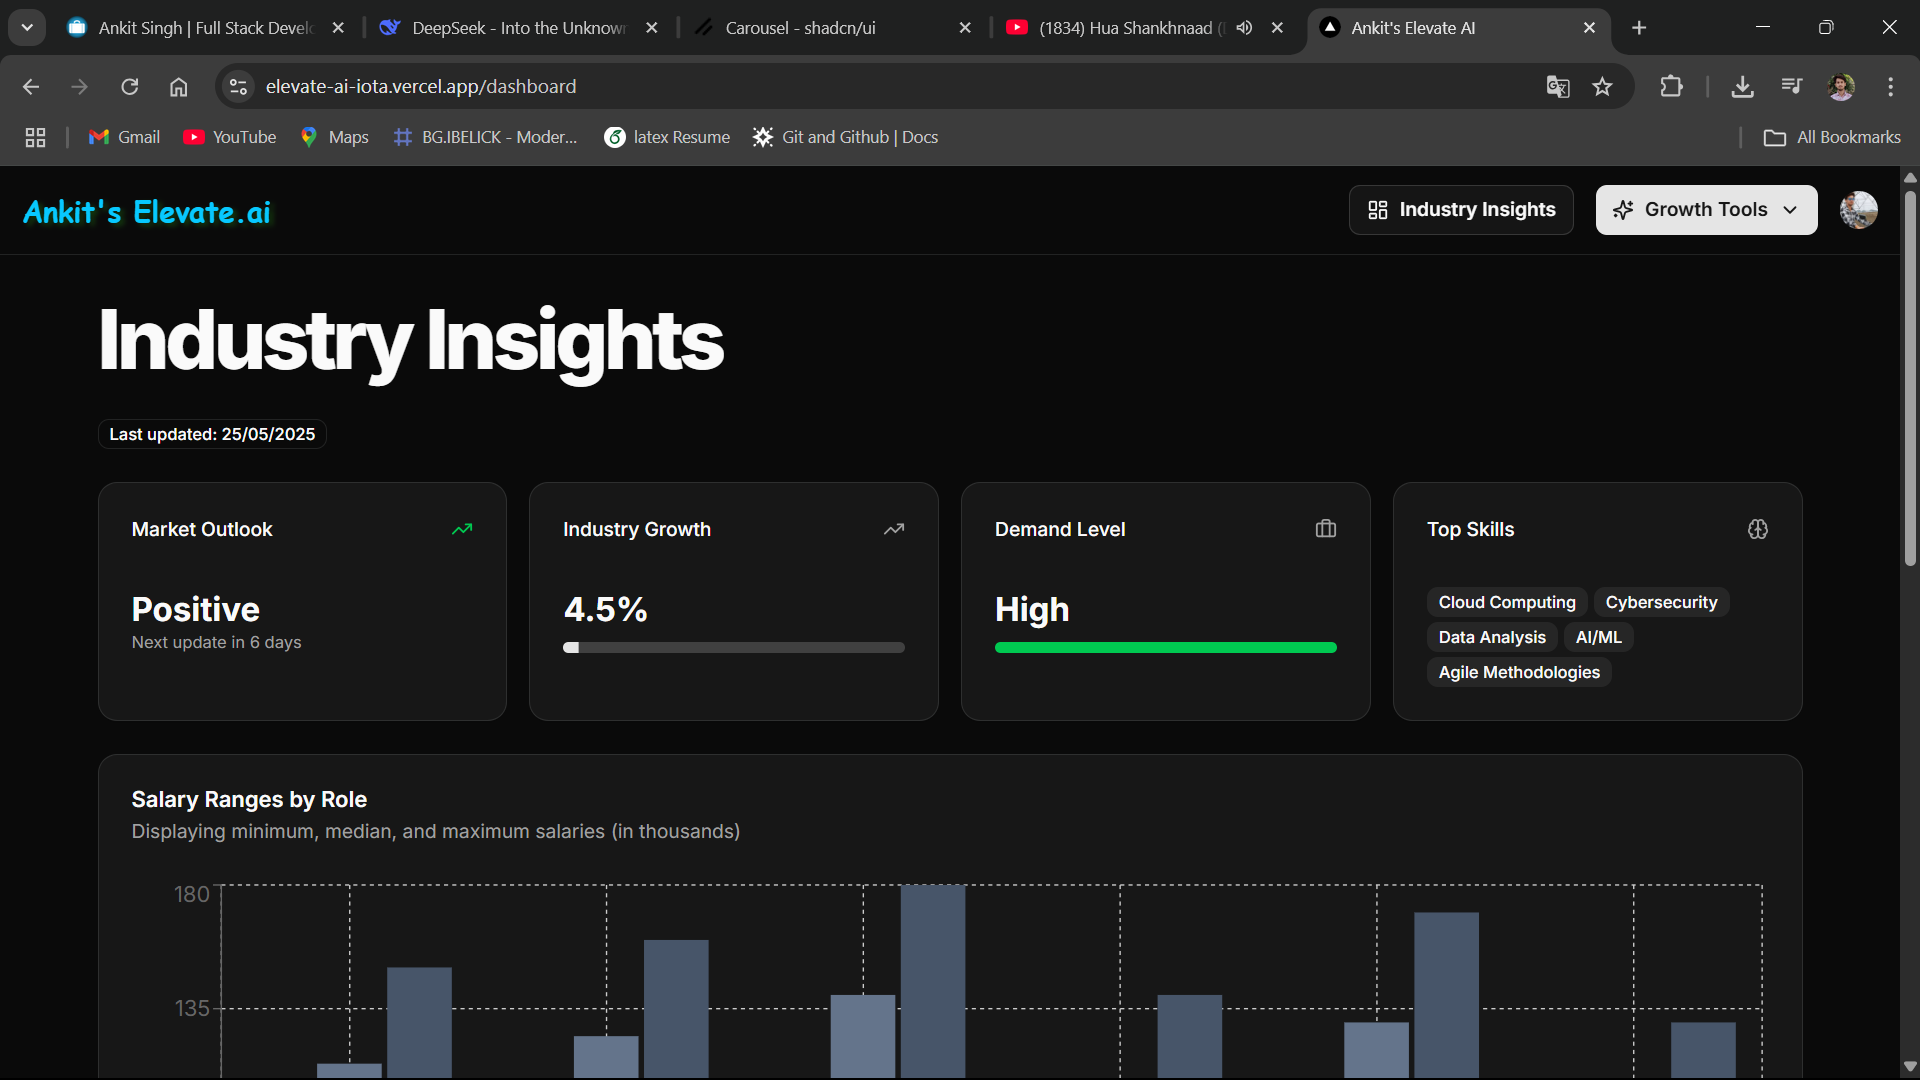 Ankit Singh | Full Stack Develo
DeepSeek - Into the Unknown
Carousel - shadcn/ui
(1834) Hua Shankhnaad (
Ankit's Elevate AI
elevate-ai-iota.vercel.app/dashboard
Gmail
YouTube
Maps
BG.IBELICK - Moder...
latex Resume
Git and Github | Docs
All Bookmarks
Ankit's Elevate.ai
Industry Insights
Growth Tools
Industry Insights
Last updated: 25/05/2025
Market Outlook
Positive
Next update in 6 days
Industry Growth
4.5%
Demand Level
High
Top Skills
Cloud Computing Cybersecurity
Data Analysis AI/ML
Agile Methodologies
Salary Ranges by Role
Displaying minimum, median, and maximum salaries (in thousands)
180
135